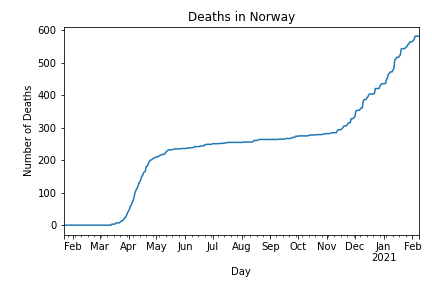 Deaths in Norway
Number of Deaths
600
500
400
300
200
100
0
Feb Mar Apr May Jun Jul Aug Sep Oct Nov Dec Jan Feb
2021
Day